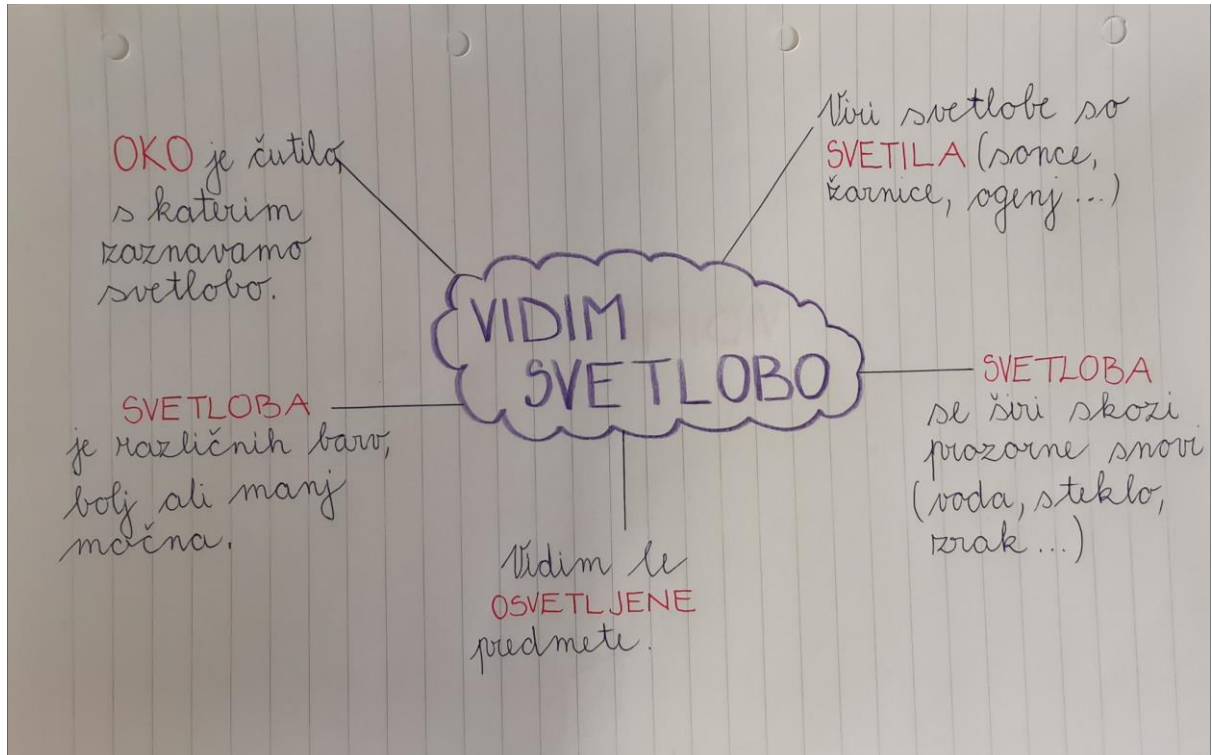 OKO je čutilo,
s katerim
zaznavamo
svetlobo.
Viri svetlobe so
SVETILA (sonce,
žarnice, ogenj ...)
VIDIM
SVETLOBO
SVETLOBA
je različnih barv,
bolj ali manj
močna.
SVETLOBA
se širi skozi
prozorne snovi
(voda, steklo,
zrak ...)
Vidim le
OSVETLJENE
predmete.